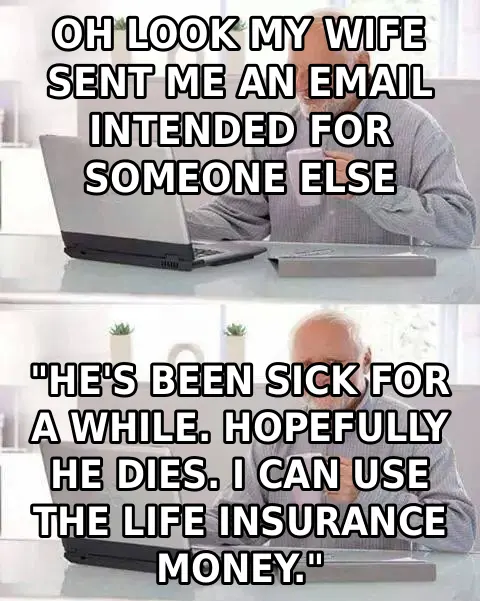 OH LOOK MY WIFE
SENT ME AN EMAIL
INTENDED FOR
SOMEONE ELSE
"HE'S BEEN SICK FOR
A WHILE. HOPEFULLY
HE DIES. I CAN USE
THE LIFE INSURANCE
MONEY."